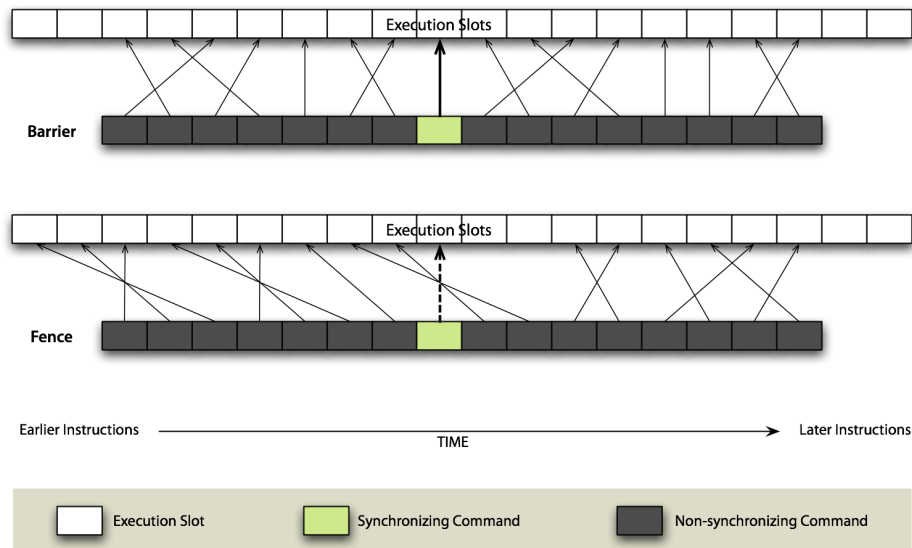 Execution Slots
Barrier
Execution Slots
Fence
Earlier Instructions
TIME
Later Instructions
Execution Slot
Synchronizing Command
Non-synchronizing Command